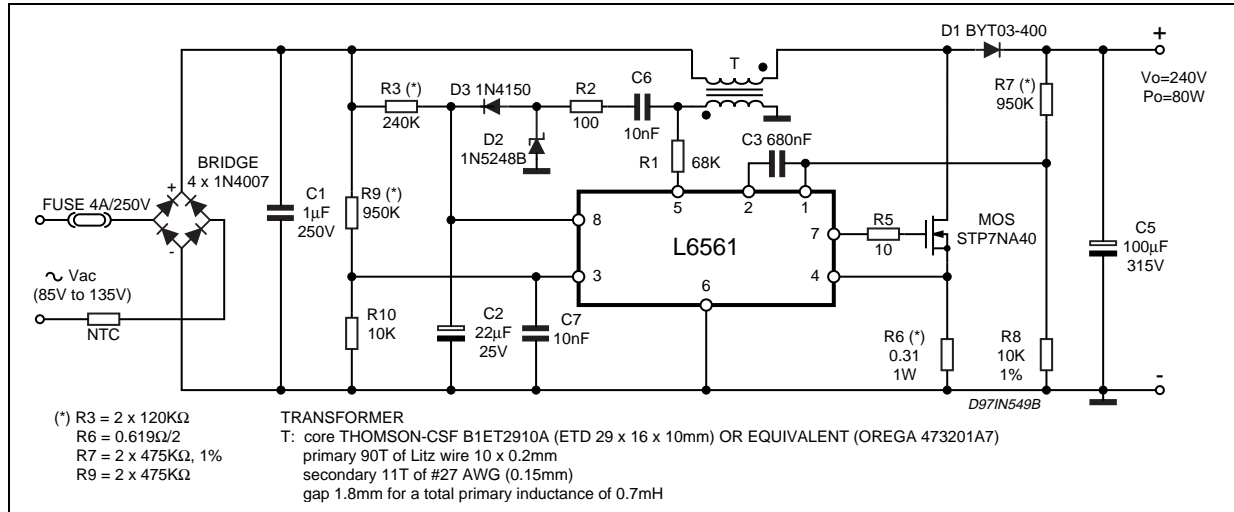 D1 BYT03-400
+
T
Vo=240V
Po=80W
R3 (*)
240K
D3 1N4150
R2
100
C6
10nF
R7 (*)
950K
D2
1N5248B
C3 680nF
R1
68K
BRIDGE
4 x 1N4007
+
-
FUSE 4A/250V
C1
1µF
250V
R9 (*)
950K
5
2
1
8
7
R5
10
MOS
STP7NA40
C5
100µF
315V
L6561
3
4
6
Vac
(85V to 135V)
NTC
R10
10K
C2
22µF
25V
C7
10nF
R6 (*)
0.31
1W
R8
10K
1%
-
D97IN549B
(*) R3 = 2 x 120KΩ
R6 = 0.619Ω/2
R7 = 2 x 475KΩ, 1%
R9 = 2 x 475KΩ
TRANSFORMER
T: core THOMSON-CSF B1ET2910A (ETD 29 x 16 x 10mm) OR EQUIVALENT (OREGA 473201A7)
primary 90T of Litz wire 10 x 0.2mm
secondary 11T of #27 AWG (0.15mm)
gap 1.8mm for a total primary inductance of 0.7mH